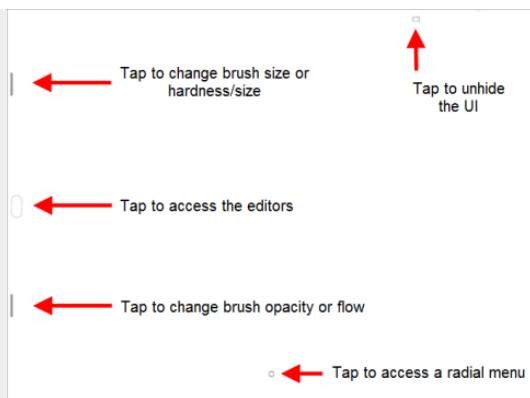 Tap to change brush size or
hardness/size
Tap to unhide
the UI
Tap to access the editors
Tap to change brush opacity or flow
Tap to access a radial menu